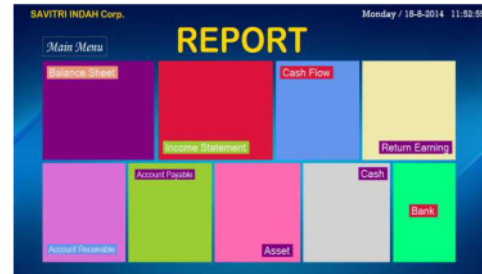 SAVITRI INDAH Corp.
Monday / 18-8-2014 11:52:55
Main Menu
REPORT
Balance Sheet
Cash Flow
Income Statement
Return Earning
Account Payable
Cash
Bank
Account Receivable
Asset